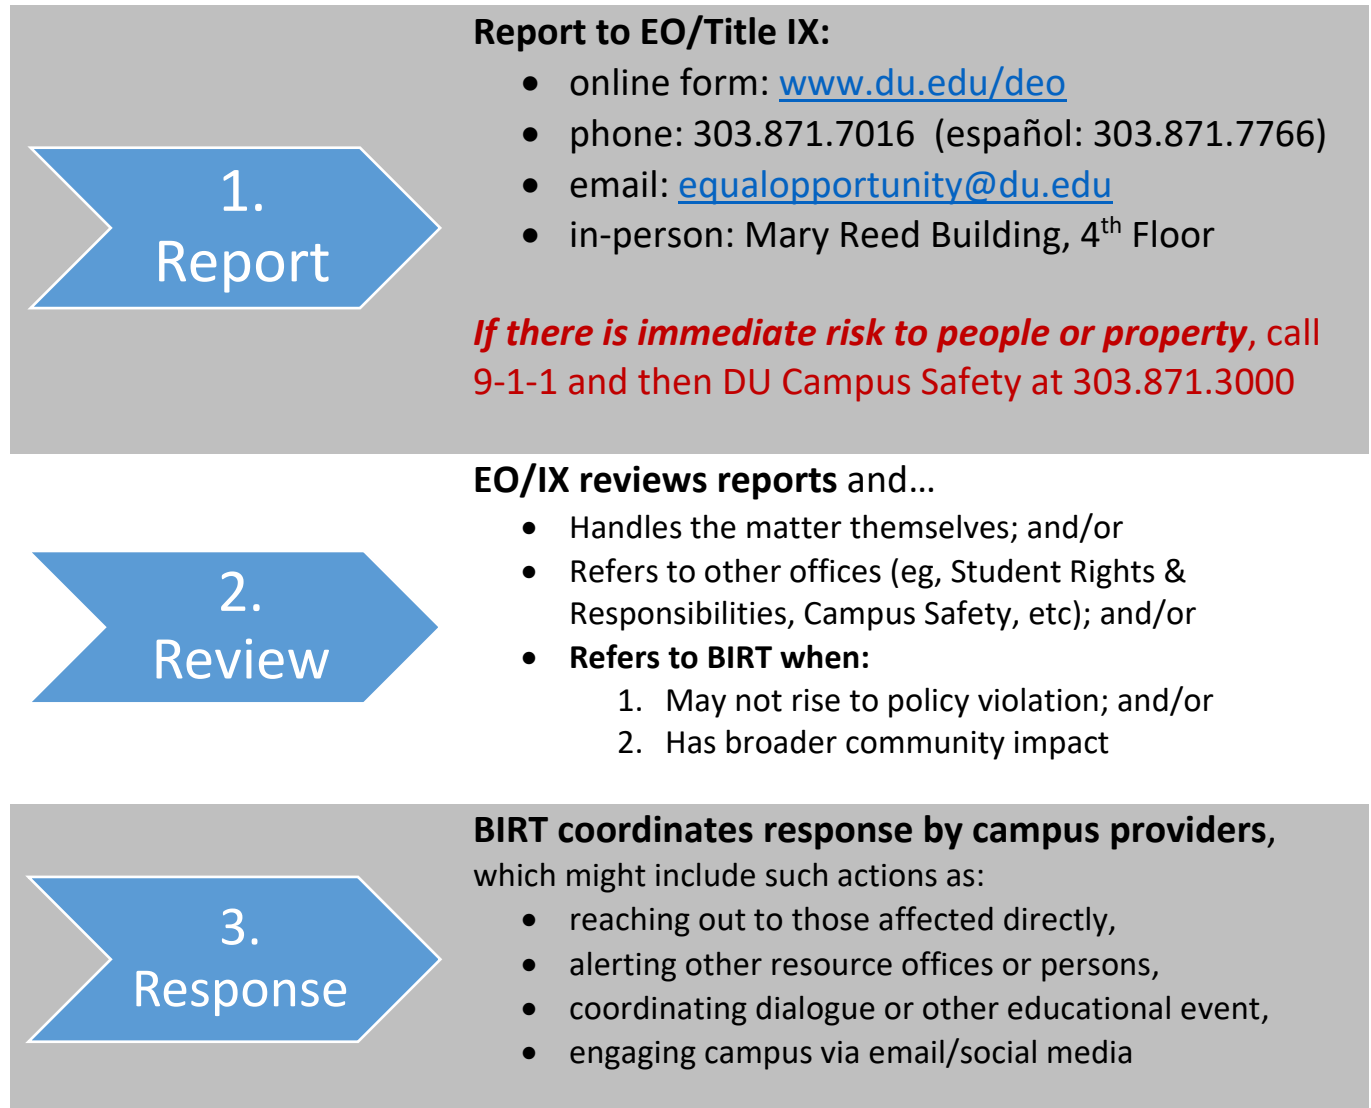 1.
Report
Report to EO/Title IX:
• online form: www.du.edu/deo
• phone: 303.871.7016  (español: 303.871.7766)
• email: equalopportunity@du.edu
• in-person: Mary Reed Building, 4th Floor
If there is immediate risk to people or property, call
9-1-1 and then DU Campus Safety at 303.871.3000
2.
Review
EO/IX reviews reports and…
• Handles the matter themselves; and/or
• Refers to other offices (eg, Student Rights &
Responsibilities, Campus Safety, etc); and/or
• Refers to BIRT when:
1. May not rise to policy violation; and/or
2. Has broader community impact
3.
Response
BIRT coordinates response by campus providers,
which might include such actions as:
• reaching out to those affected directly,
• alerting other resource offices or persons,
• coordinating dialogue or other educational event,
• engaging campus via email/social media